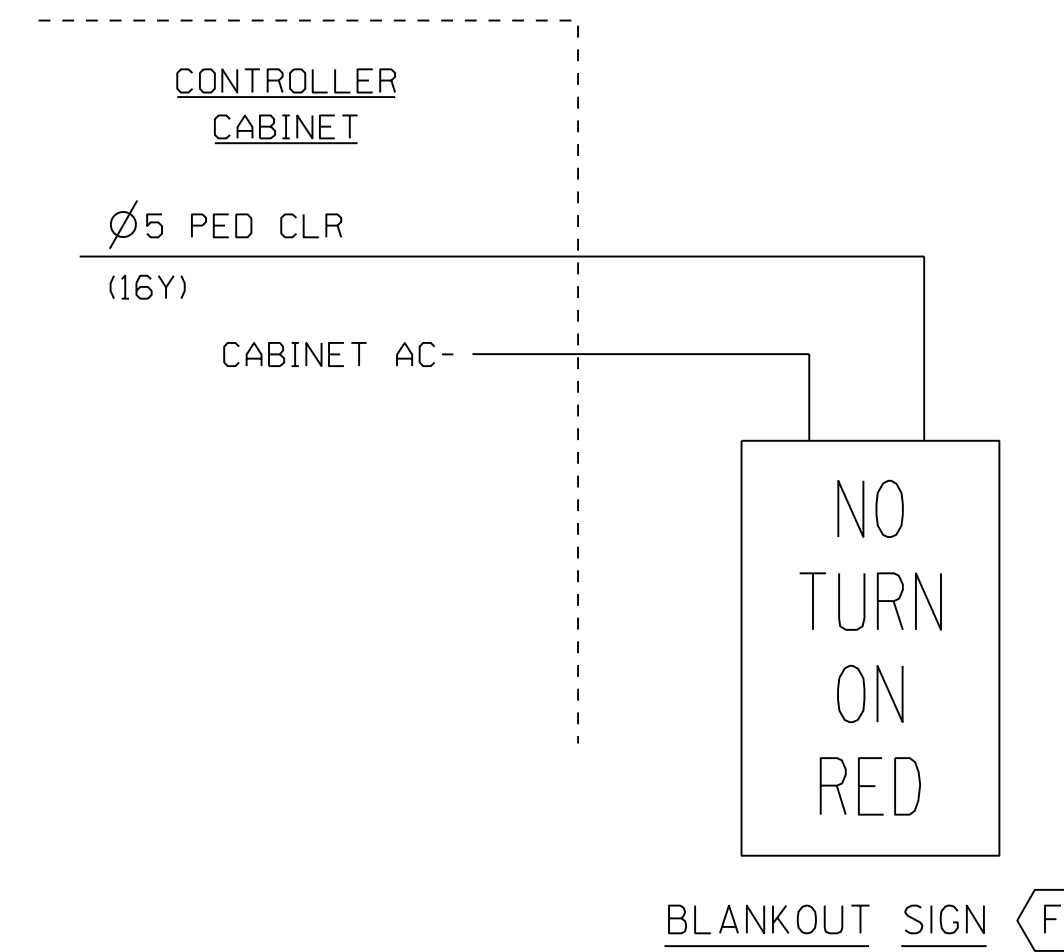 CONTROLLER
CABINET
Ø5 PED CLR
(16Y)
CABINET AC-
NO
TURN
ON
RED
BLANKOUT SIGN F